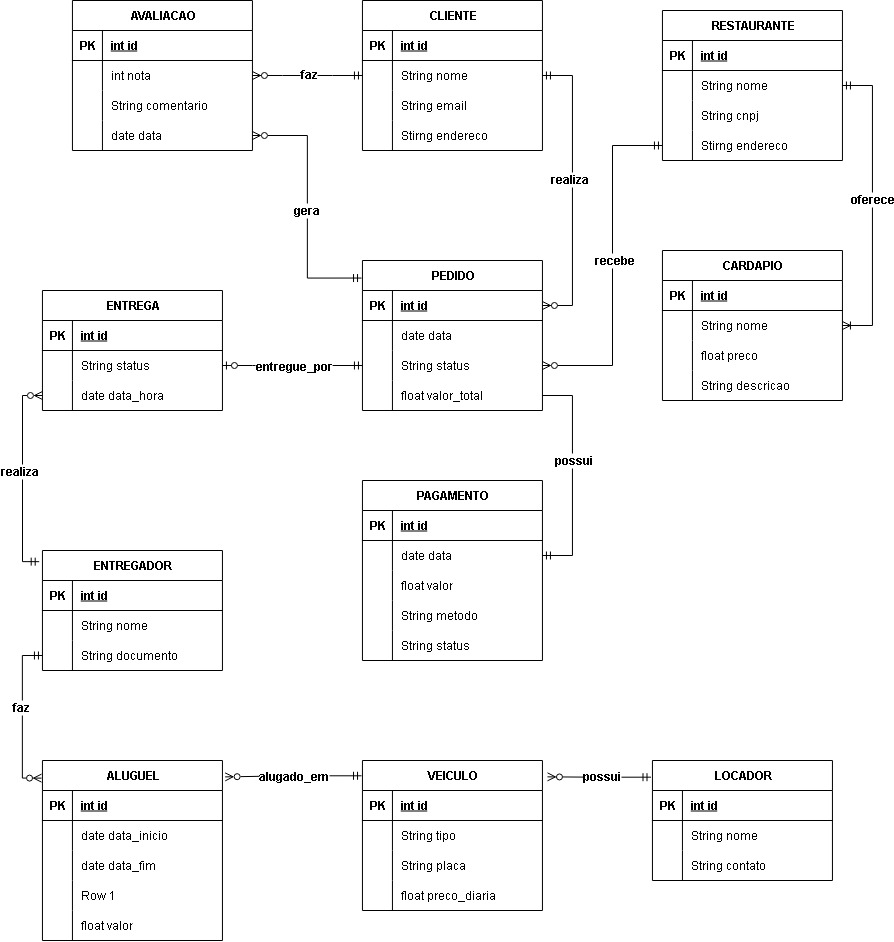 AVALIACAO
PK int id
int nota
String comentario
date data
faz
CLIENTE
PK int id
String nome
String email
Stirng endereco
RESTAURANTE
PK int id
String nome
String cnpj
Stirng endereco
realiza
oferece
gera
recebe
PEDIDO
PK int id
date data
String status
float valor_total
CARDAPIO
PK int id
String nome
float preco
String descricao
ENTREGA
PK int id
String status
date data_hora
entregue_por
possui
realiza
PAGAMENTO
PK int id
date data
float valor
String metodo
String status
ENTREGADOR
PK int id
String nome
String documento
faz
ALUGUEL
PK int id
date data_inicio
date data_fim
Row 1
float valor
alugado_em
VEICULO
PK int id
String tipo
String placa
float preco_diaria
possui
LOCADOR
PK int id
String nome
String contato